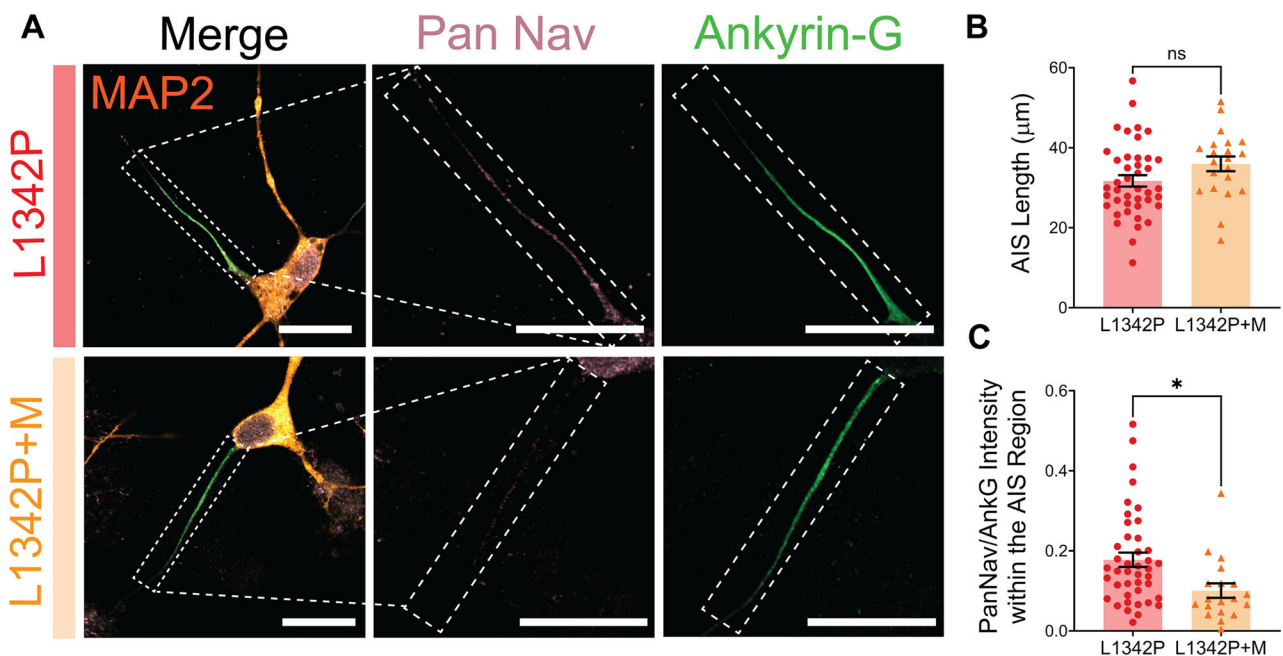 A
Merge
Pan Nav
Ankyrin-G
MAP2
L1342P
L1342P+M
B
ns
AIS Length (μm)
60
40
20
0
L1342P
L1342P+M
C
*
PanNav/AnkG Intensity
within the AIS Region
0.6
0.4
0.2
0.0
L1342P
L1342P+M